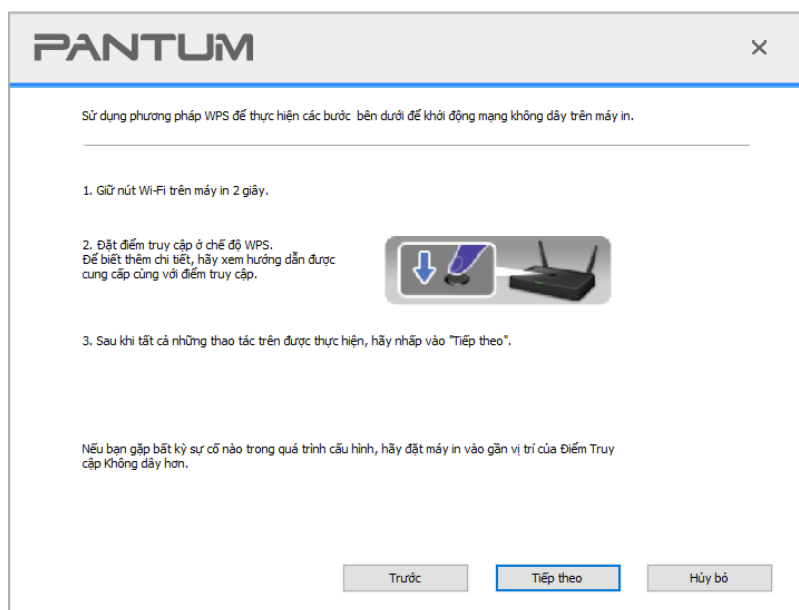 PANTUM
Sử dụng phương pháp WPS để thực hiện các bước bên dưới để khởi động mạng không dây trên máy in.
1. Giữ nút Wi-Fi trên máy in 2 giây.
2. Đặt điểm truy cập ở chế độ WPS.
Để biết thêm chi tiết, hãy xem hướng dẫn được
cung cấp cùng với điểm truy cập.
3. Sau khi tất cả những thao tác trên được thực hiện, hãy nhấp vào "Tiếp theo".
Nếu bạn gặp bất kỳ sự cố nào trong quá trình cấu hình, hãy đặt máy in vào gần vị trí của Điểm Truy
cập Không dây hơn.
Trước
Tiếp theo
Hủy bỏ